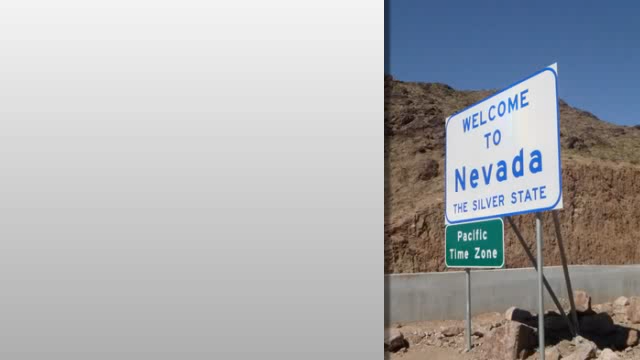 WELCOME
TO
Nevada
THE SILVER STATE
Pacific
Time Zone